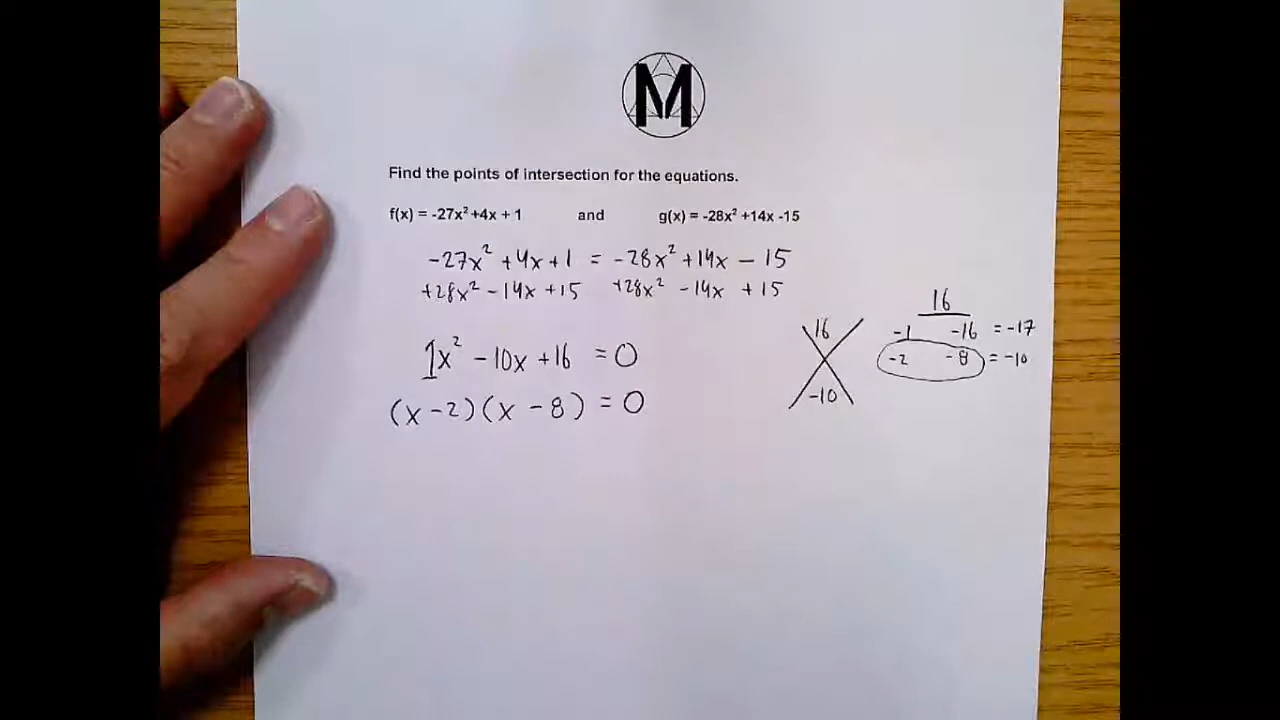 M
Find the points of intersection for the equations.
f(x) = -27x² +4x + 1 and g(x) = -28x² +14x -15
-27x² + 4x + 1 = -28x² + 14x - 15
+28x² - 14x + 15 +28x² - 14x + 15
1x² - 10x + 16 = 0
(x - 2)(x - 8) = 0
16
-10
16
-1 -16 = -17
-2 -8 = -10